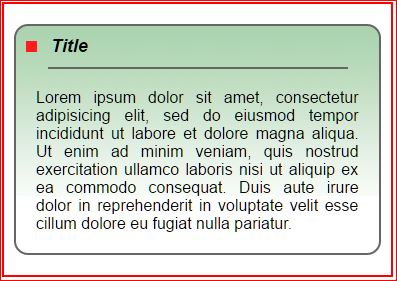 Title
Lorem ipsum dolor sit amet, consectetur
adipisicing elit, sed do eiusmod tempor
incididunt ut labore et dolore magna aliqua.
Ut enim ad minim veniam, quis nostrud
exercitation ullamco laboris nisi ut aliquip ex
ea commodo consequat. Duis aute irure
dolor in reprehenderit in voluptate velit esse
cillum dolore eu fugiat nulla pariatur.